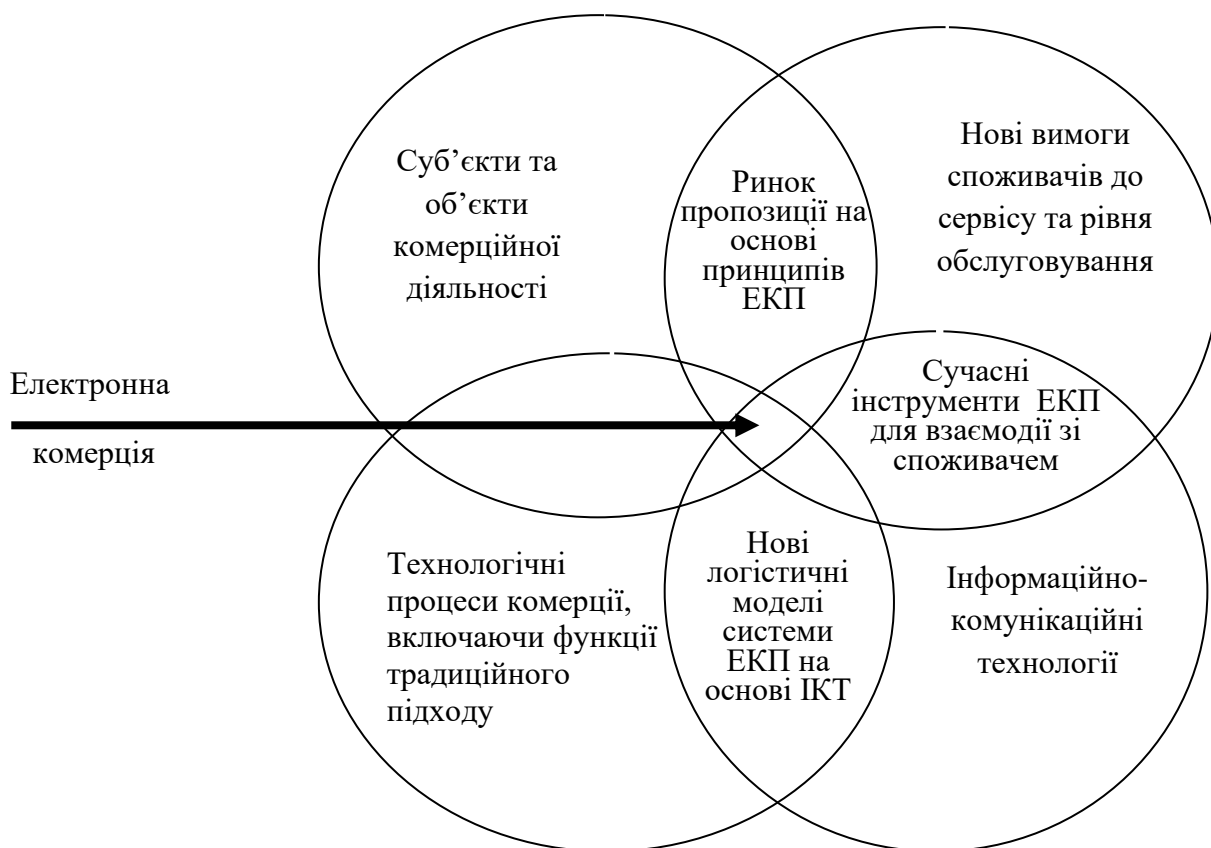 Суб’єкти та
об’єкти
комерційної
діяльності
Ринок
пропозиції на
основі
принципів
ЕКП
Нові вимоги
споживачів до
сервісу та рівня
обслуговування
Електронна
комерція
Сучасні
інструменти ЕКП
для взаємодії зі
споживачем
Технологічні
процеси комерції,
включаючи функції
традиційного
підходу
Нові
логістичні
моделі
системи
ЕКП на
основі ІКТ
Інформаційно-
комунікаційні
технології